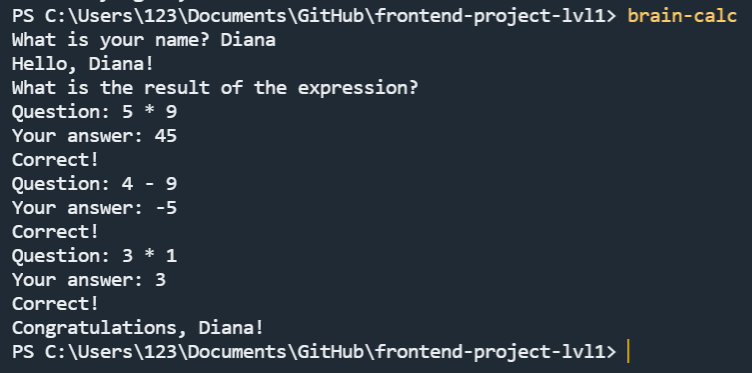 PS C:\Users\123\Documents\GitHub\frontend-project-lvl1> brain-calc
What is your name? Diana
Hello, Diana!
What is the result of the expression?
Question: 5 * 9
Your answer: 45
Correct!
Question: 4 - 9
Your answer: -5
Correct!
Question: 3 * 1
Your answer: 3
Correct!
Congratulations, Diana!
PS C:\Users\123\Documents\GitHub\frontend-project-lvl1>